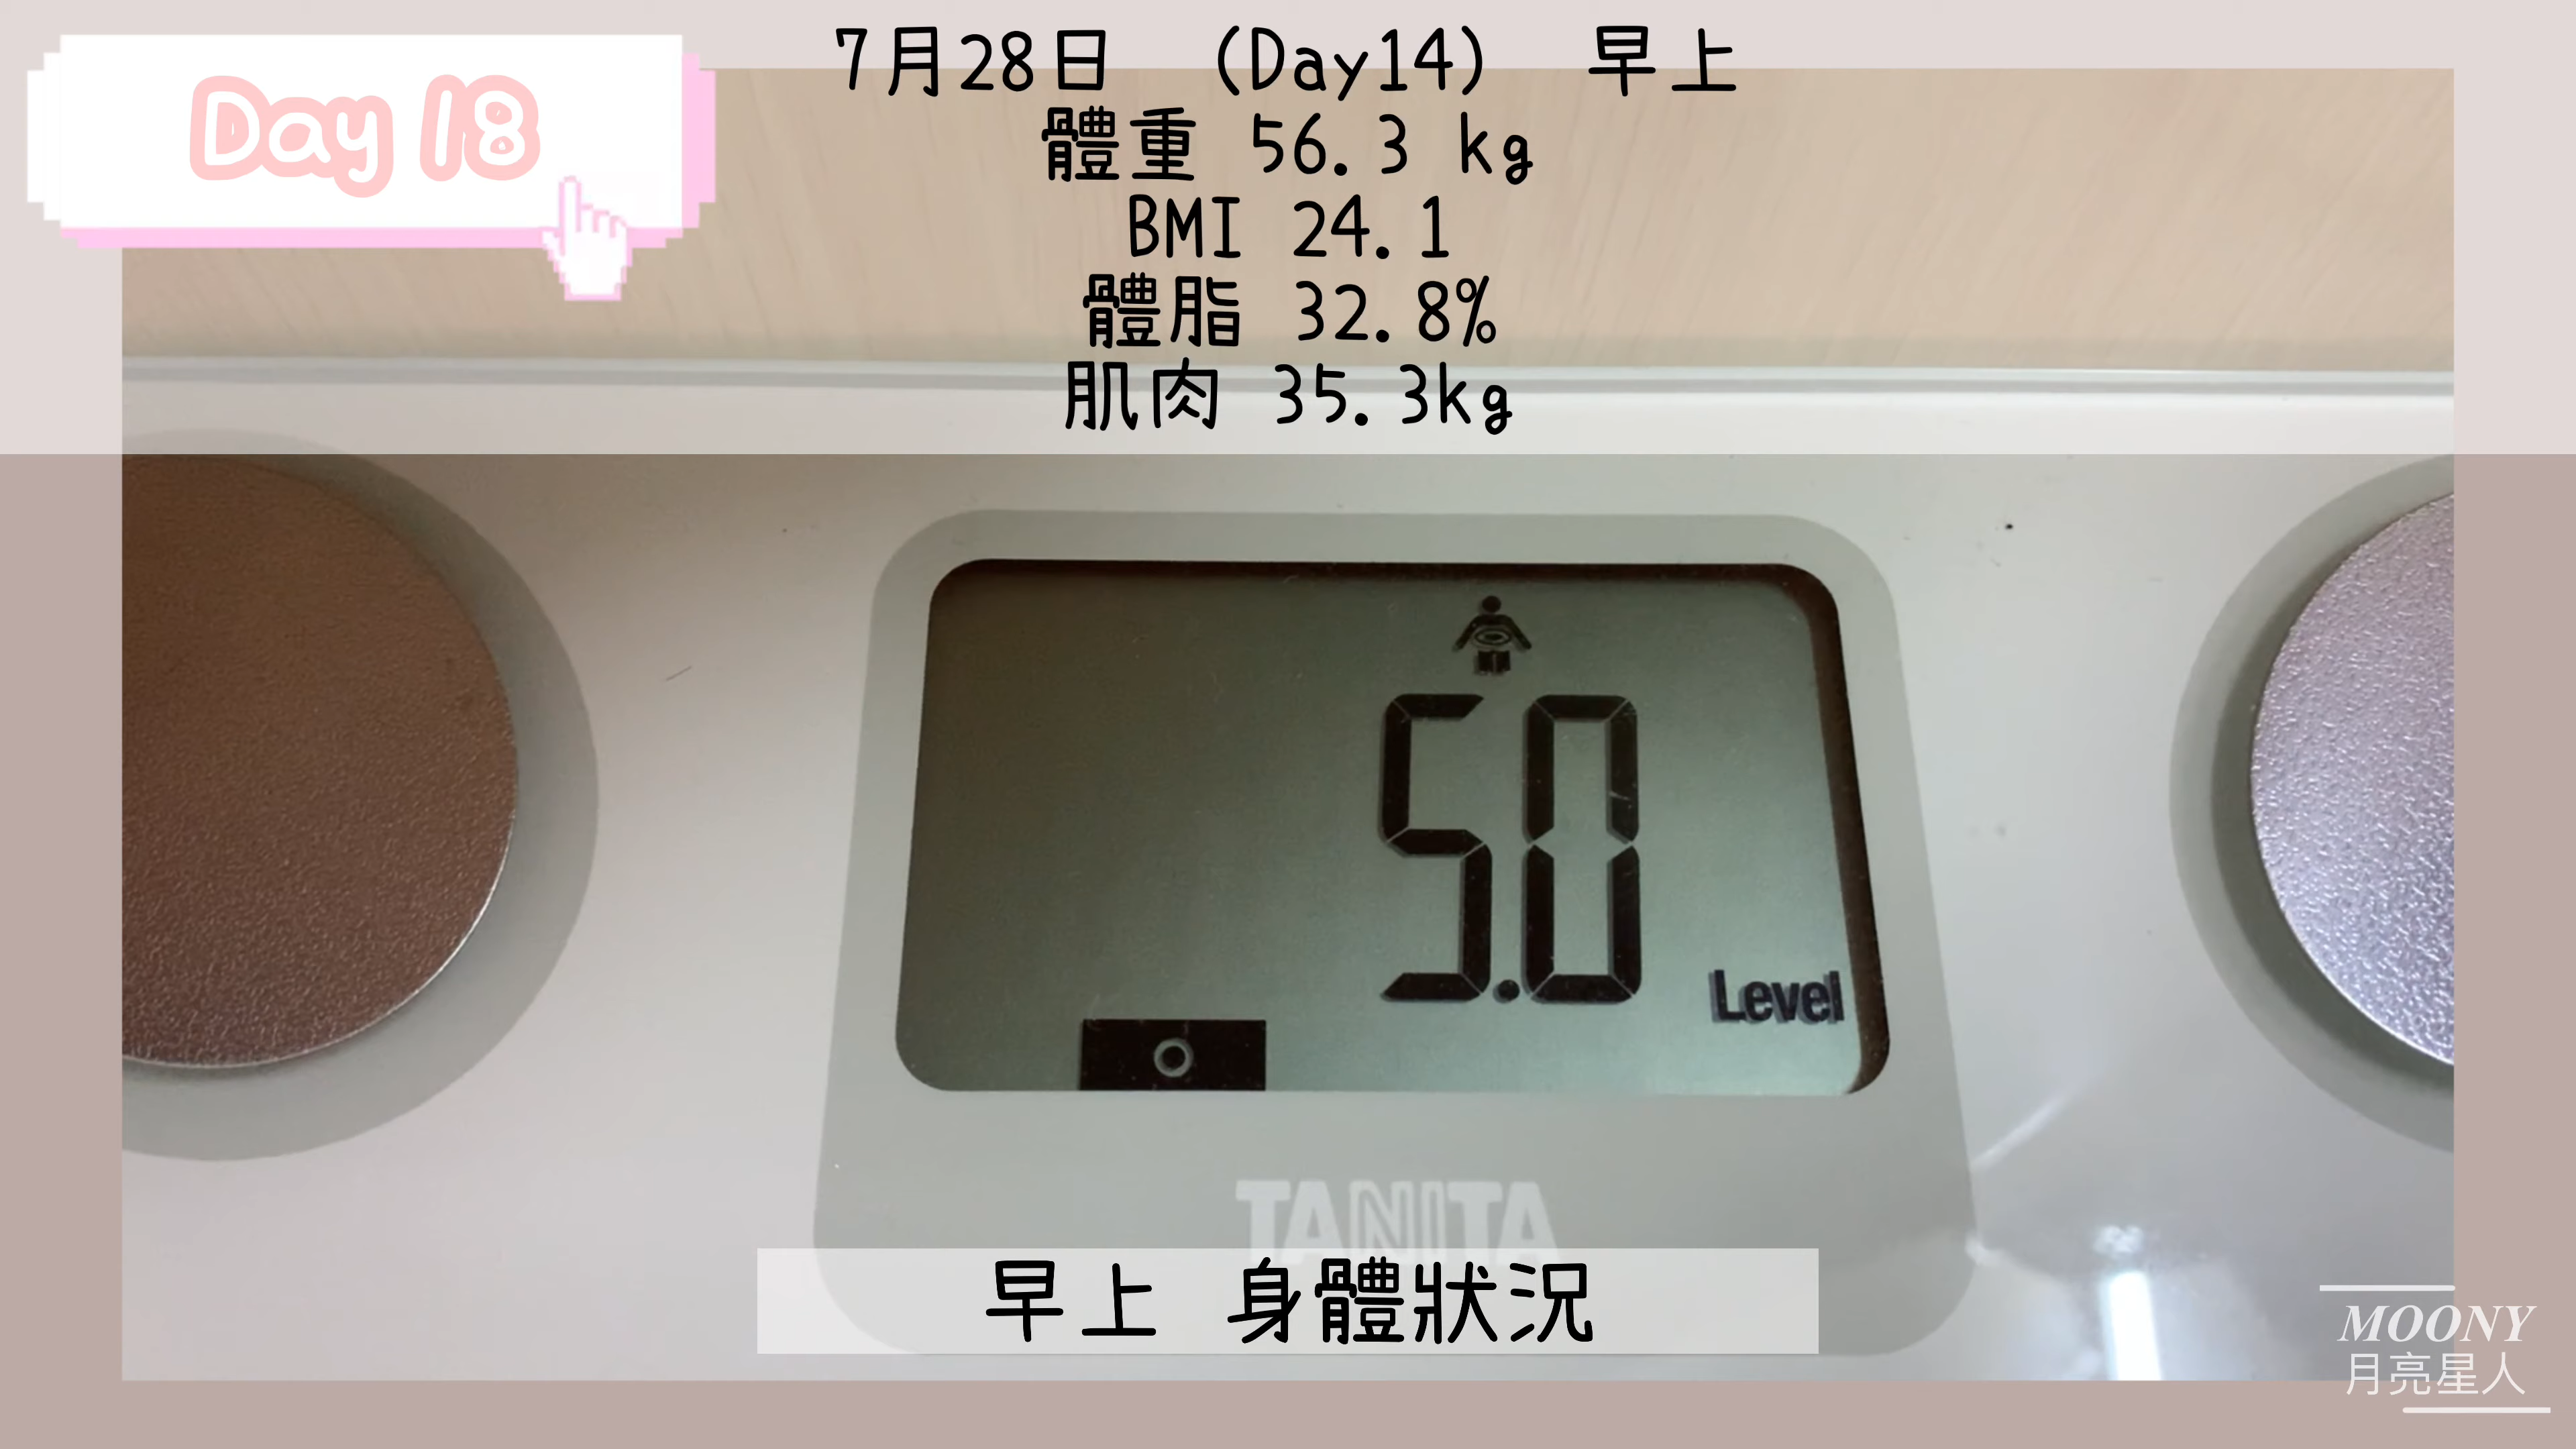 Day 18
7月28日 (Day14) 早上
體重 56.3 kg
BMI 24.1
體脂 32.8%
肌肉 35.3kg
5.0
Level
TANITA
早上 身體狀況
MOONY
月亮星人